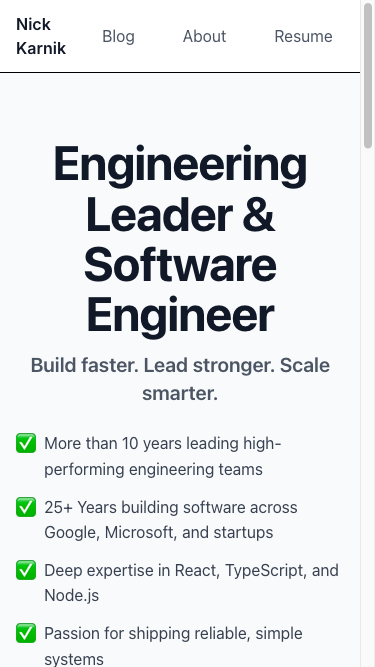 Nick
Karnik
Blog
About
Resume
Engineering
Leader &
Software
Engineer
Build faster. Lead stronger. Scale
smarter.
More than 10 years leading high-
performing engineering teams
25+ Years building software across
Google, Microsoft, and startups
Deep expertise in React, TypeScript, and
Node.js
Passion for shipping reliable, simple
systems